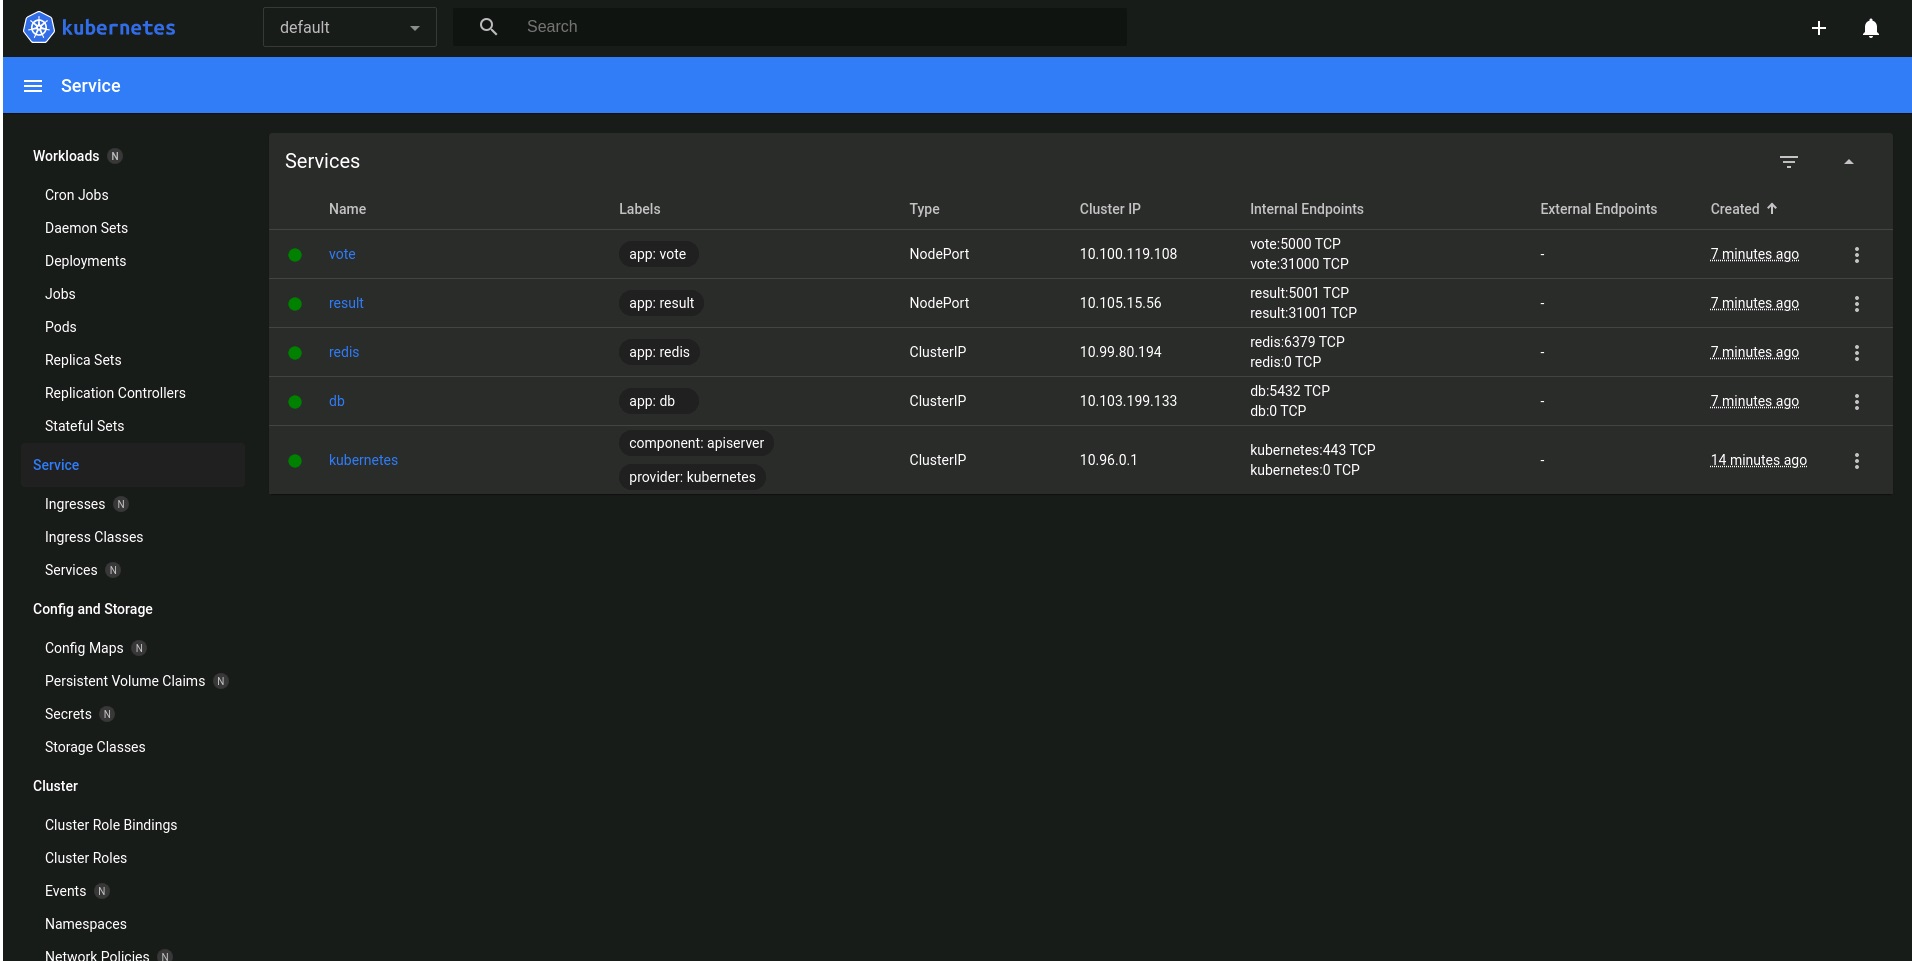 kubernetes
default
Search
Service
Workloads N
Cron Jobs
Daemon Sets
Deployments
Jobs
Pods
Replica Sets
Replication Controllers
Stateful Sets
Service
Ingresses N
Ingress Classes
Services N
Config and Storage
Config Maps N
Persistent Volume Claims N
Secrets N
Storage Classes
Cluster
Cluster Role Bindings
Cluster Roles
Events N
Namespaces
Network Policies N
Services
Name Labels Type Cluster IP Internal Endpoints External Endpoints Created
vote app: vote NodePort 10.100.119.108 vote:5000 TCP - 7 minutes ago
vote:31000 TCP
result app: result NodePort 10.105.15.56 result:5001 TCP - 7 minutes ago
result:31001 TCP
redis app: redis ClusterIP 10.99.80.194 redis:6379 TCP - 7 minutes ago
redis:0 TCP
db app: db ClusterIP 10.103.199.133 db:5432 TCP - 7 minutes ago
db:0 TCP
kubernetes component: apiserver ClusterIP 10.96.0.1 kubernetes:443 TCP - 14 minutes ago
provider: kubernetes kubernetes:0 TCP